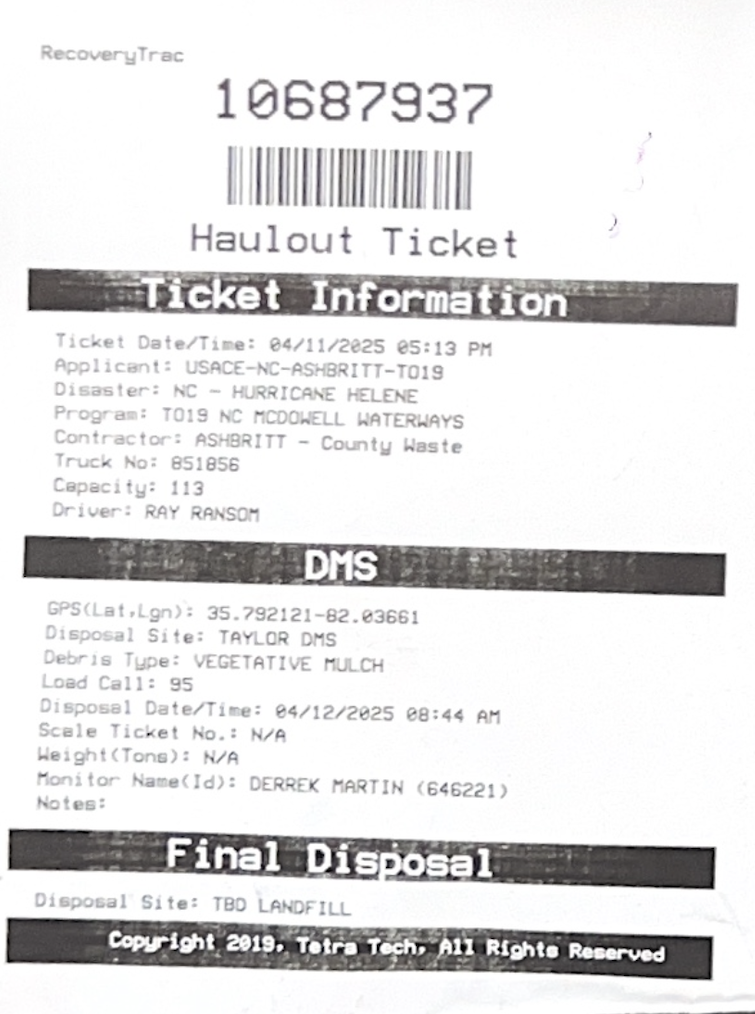 RecoveryTrac
10687937
Haulout Ticket
Ticket Information
Ticket Date/Time: 04/11/2025 05:13 PM
Applicant: USACE-NC-ASHBRITT-TO19
Disaster: NC - HURRICANE HELENE
Program: TO19 NC MCDOWELL WATERWAYS
Contractor: ASHBRITT - County Waste
Truck No: 851856
Capacity: 113
Driver: RAY RANSOM
DMS
GPS(Lat,Lgn): 35.792121-82.03661
Disposal Site: TAYLOR DMS
Debris Type: VEGETATIVE MULCH
Load Call: 95
Disposal Date/Time: 04/12/2025 08:44 AM
Scale Ticket No.: N/A
Weight(Tons): N/A
Monitor Name(Id): DERREK MARTIN (646221)
Notes:
Final Disposal
Disposal Site: TBD LANDFILL
Copyright 2019, Tetra Tech, All Rights Reserved